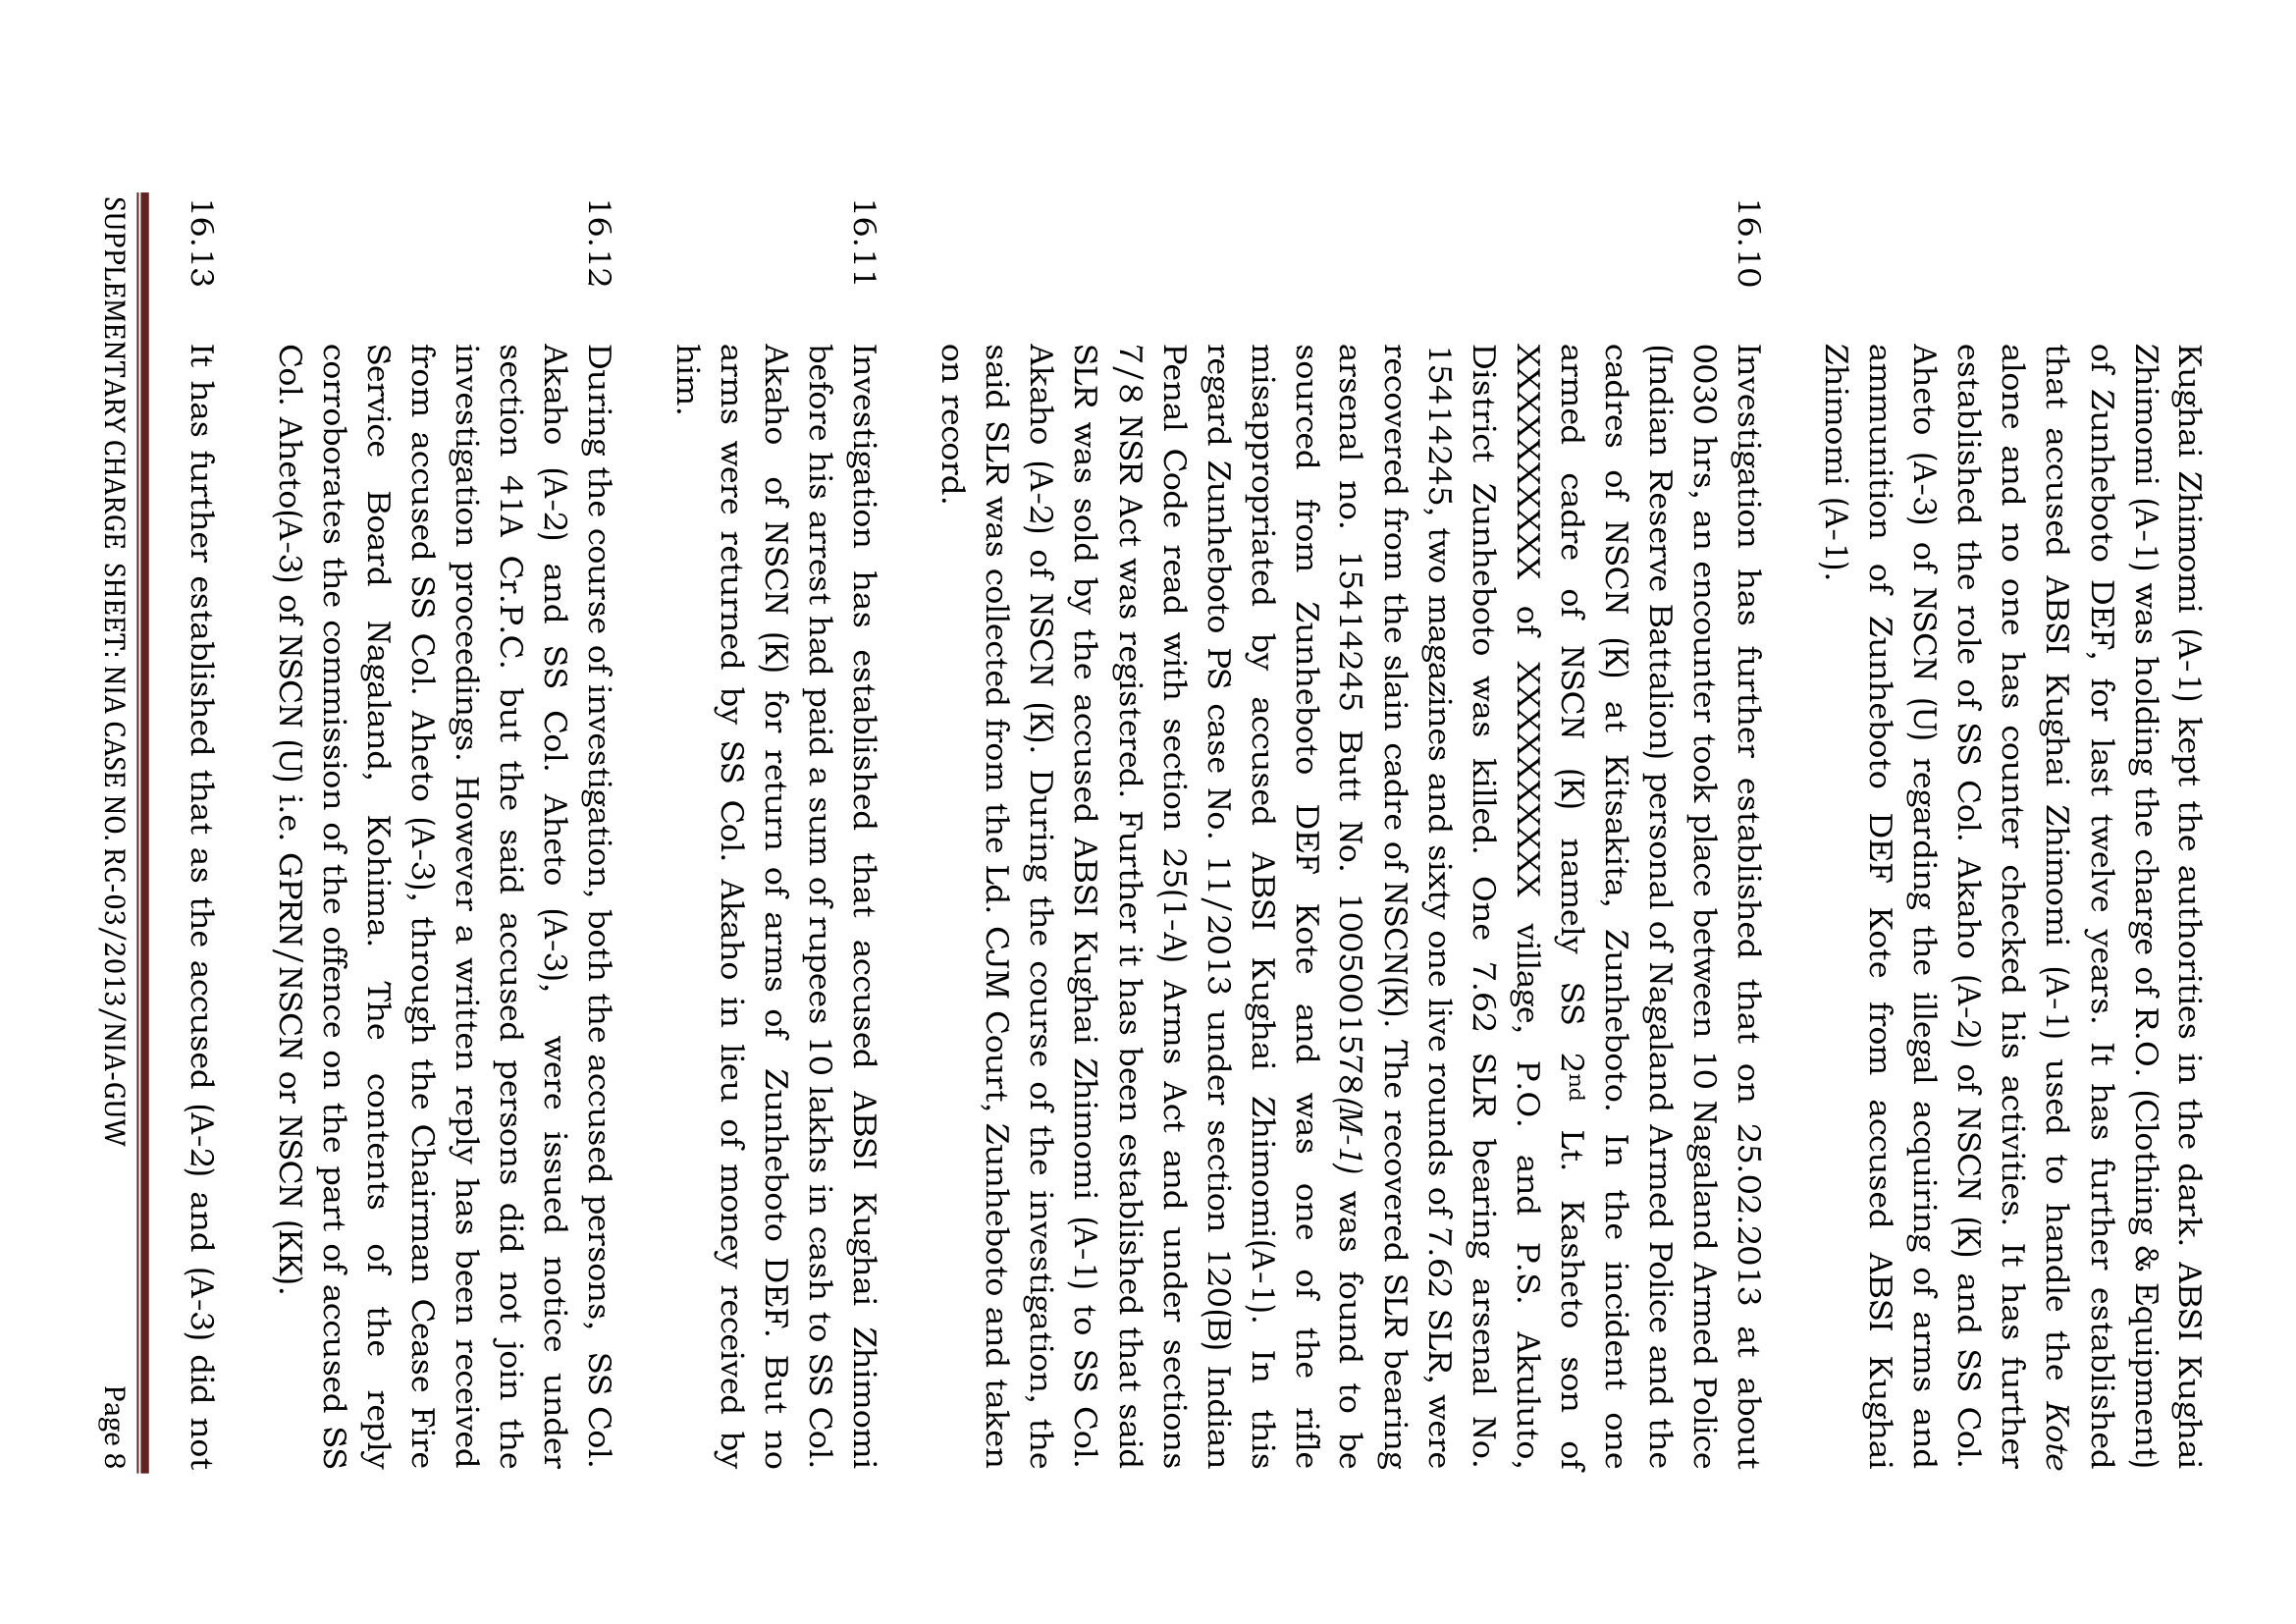 Kughai Zhimomi (A-1) kept the authorities in the dark. ABSI Kughai
Zhimomi (A-1) was holding the charge of R.O. (Clothing & Equipment)
of Zunheboto DEF, for last twelve years. It has further established
that accused ABSI Kughai Zhimomi (A-1) used to handle the Kote
alone and no one has counter checked his activities. It has further
established the role of SS Col. Akaho (A-2) of NSCN (K) and SS Col.
Aheto (A-3) of NSCN (U) regarding the illegal acquiring of arms and
ammunition of Zunheboto DEF Kote from accused ABSI Kughai
Zhimomi (A-1).
16.10 Investigation has further established that on 25.02.2013 at about
0030 hrs, an encounter took place between 10 Nagaland Armed Police
(Indian Reserve Battalion) personal of Nagaland Armed Police and the
cadres of NSCN (K) at Kitsakita, Zunheboto. In the incident one
armed cadre of NSCN (K) namely SS 2nd Lt. Kasheto son of
XXXXXXXXXXX of XXXXXXXXXXX village, P.O. and P.S. Akuluto,
District Zunheboto was killed. One 7.62 SLR bearing arsenal No.
15414245, two magazines and sixty one live rounds of 7.62 SLR, were
recovered from the slain cadre of NSCN(K). The recovered SLR bearing
arsenal no. 15414245 Butt No. 1005001578(M-1) was found to be
sourced from Zunheboto DEF Kote and was one of the rifle
misappropriated by accused ABSI Kughai Zhimomi(A-1). In this
regard Zunheboto PS case No. 11/2013 under section 120(B) Indian
Penal Code read with section 25(1-A) Arms Act and under sections
7/8 NSR Act was registered. Further it has been established that said
SLR was sold by the accused ABSI Kughai Zhimomi (A-1) to SS Col.
Akaho (A-2) of NSCN (K). During the course of the investigation, the
said SLR was collected from the Ld. CJM Court, Zunheboto and taken
on record.
16.11 Investigation has established that accused ABSI Kughai Zhimomi
before his arrest had paid a sum of rupees 10 lakhs in cash to SS Col.
Akaho of NSCN (K) for return of arms of Zunheboto DEF. But no
arms were returned by SS Col. Akaho in lieu of money received by
him.
16.12 During the course of investigation, both the accused persons, SS Col.
Akaho (A-2) and SS Col. Aheto (A-3), were issued notice under
section 41A Cr.P.C. but the said accused persons did not join the
investigation proceedings. However a written reply has been received
from accused SS Col. Aheto (A-3), through the Chairman Cease Fire
Service Board Nagaland, Kohima. The contents of the reply
corroborates the commission of the offence on the part of accused SS
Col. Aheto(A-3) of NSCN (U) i.e. GPRN/NSCN or NSCN (KK).
16.13 It has further established that as the accused (A-2) and (A-3) did not
SUPPLEMENTARY CHARGE SHEET: NIA CASE NO. RC-03/2013/NIA-GUW Page 8